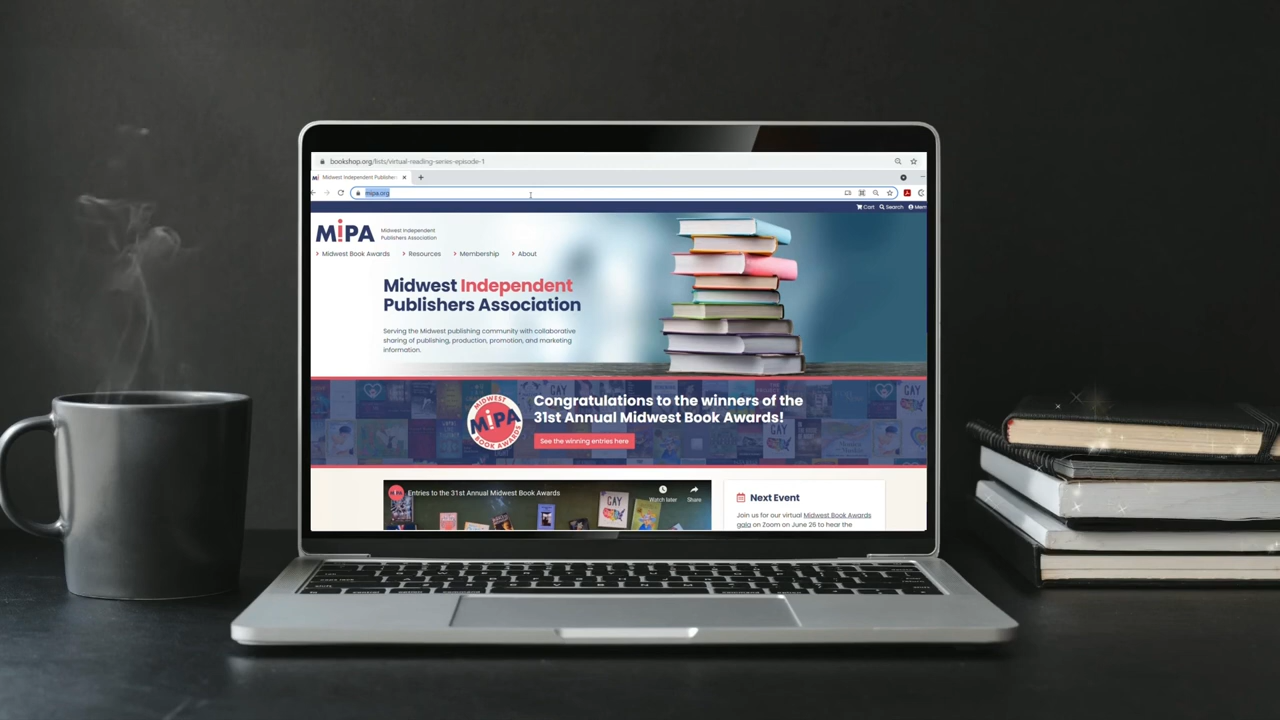 bookshop.org/lists/virtual-reading-series-episode-1
Midwest Independent Publisher
mipa.org
Cart Search
MiPA
Midwest Independent
Publishers Association
Midwest Book Awards Resources Membership About
Midwest Independent
Publishers Association
Serving the Midwest publishing community with collaborative
sharing of publishing, production, promotion, and marketing
information.
MIDWEST
MiPA
BOOK AWARDS
Congratulations to the winners of the
31st Annual Midwest Book Awards!
See the winning entries here
GAY
GAY
Entries to the 31st Annual Midwest Book Awards
Watch later
Share
GAY
Next Event
Join us for our virtual Midwest Book Awards
gala on Zoom on June 26 to hear the